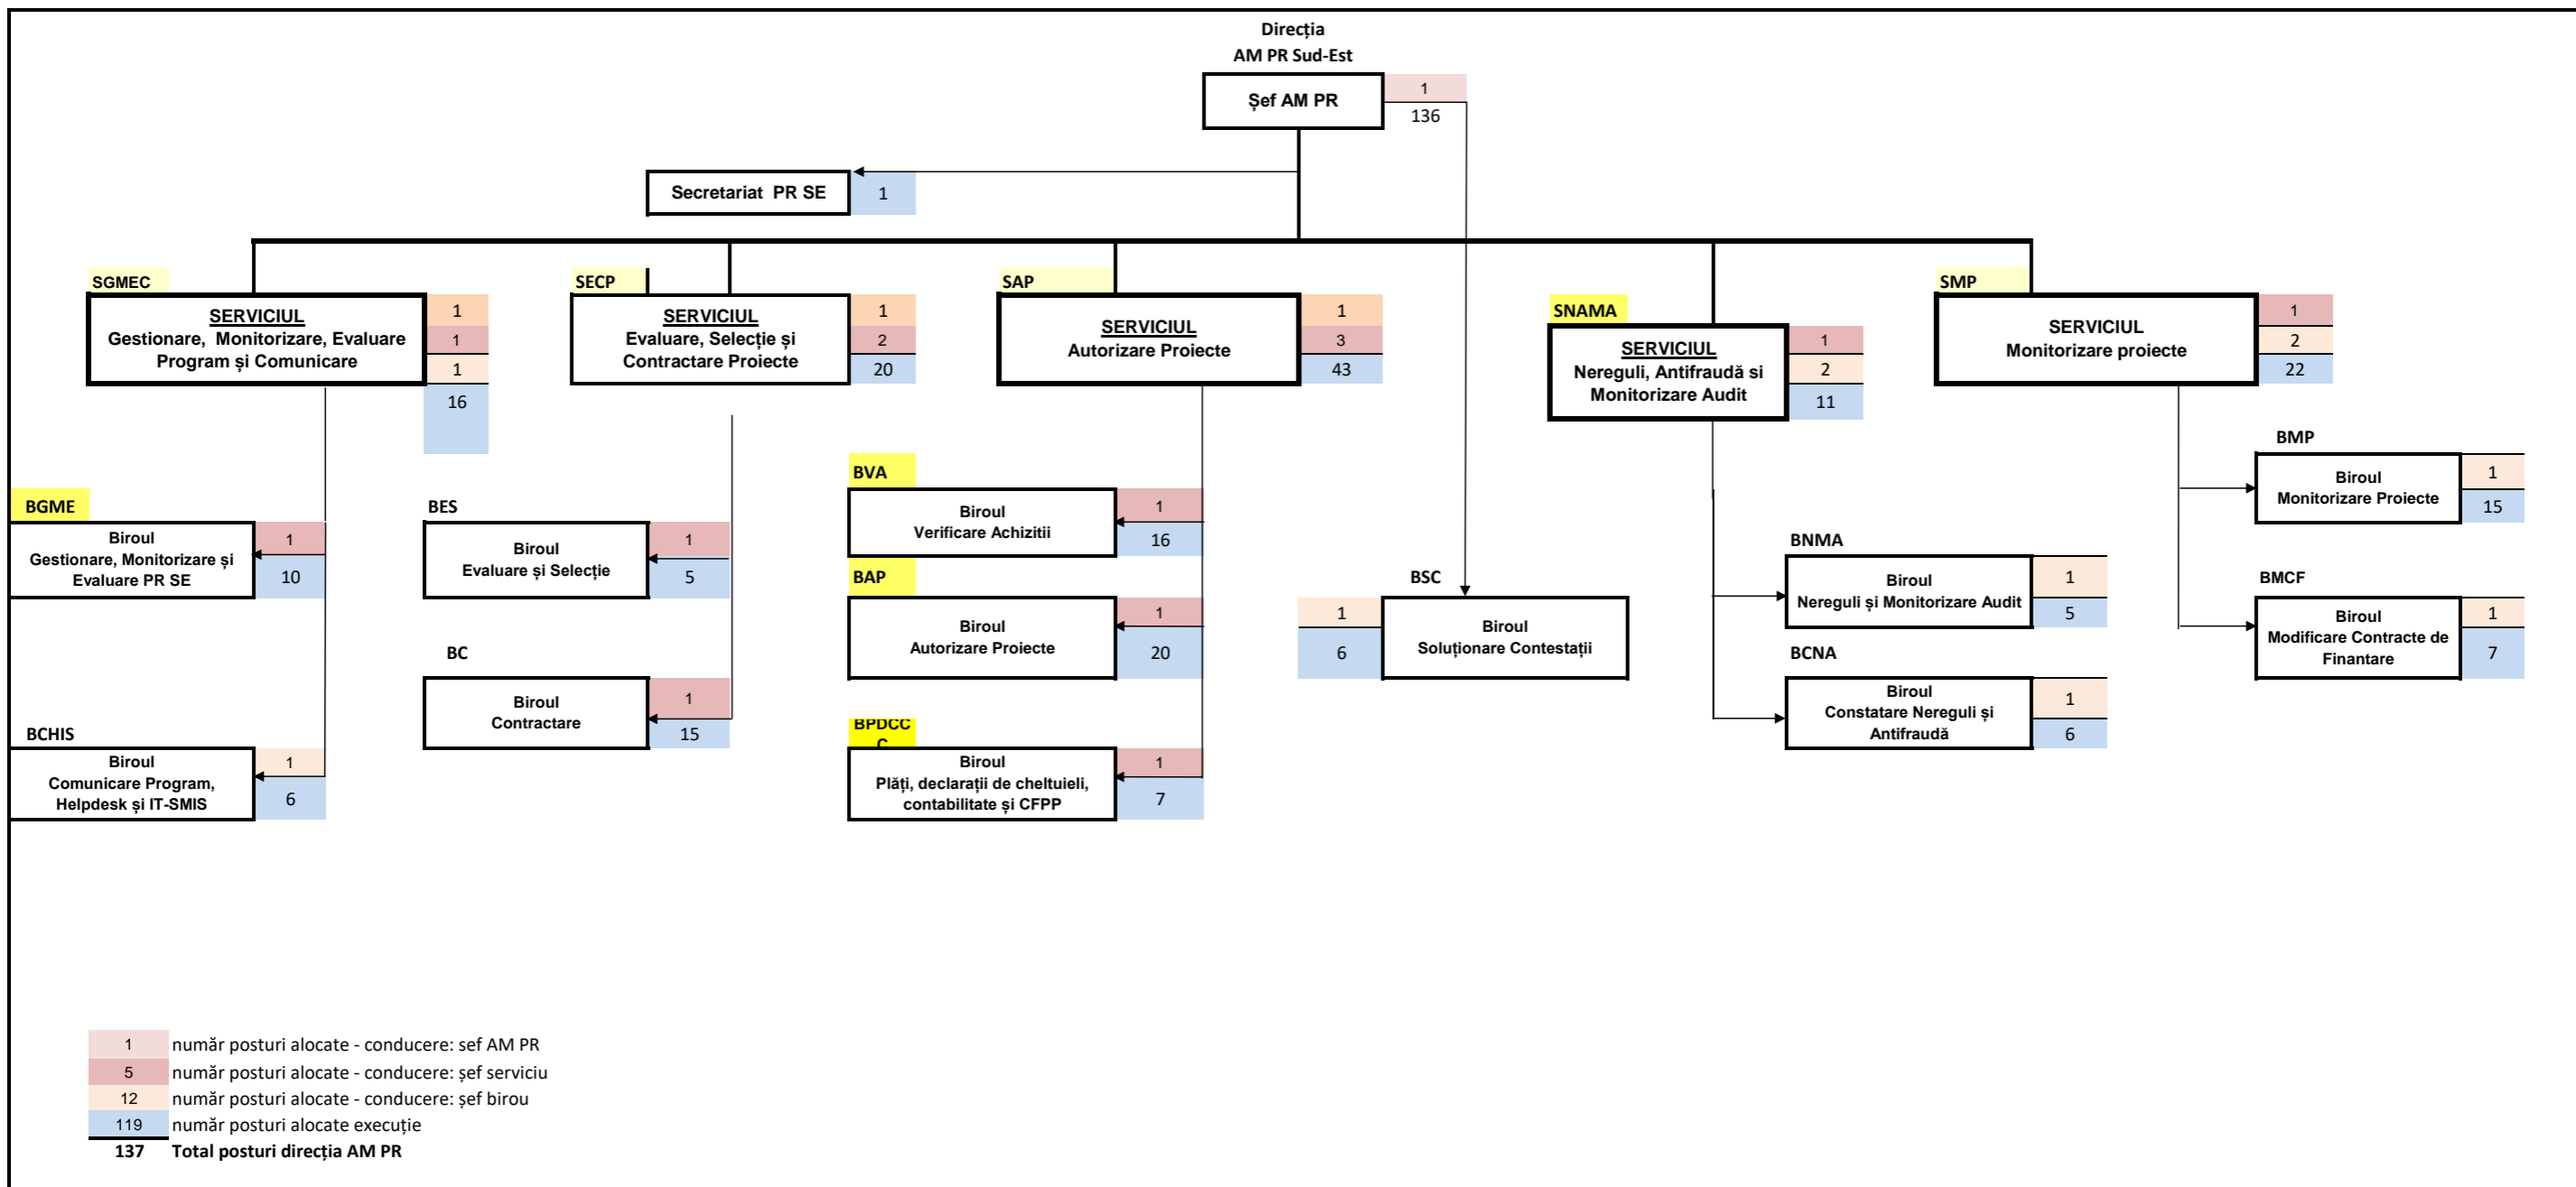 Direcția
AM PR Sud-Est
Șef AM PR
1
136
Secretariat PR SE
1
SGMEC
SERVICIUL
Gestionare, Monitorizare, Evaluare
Program și Comunicare
1
1
1
16
SECP
SERVICIUL
Evaluare, Selecție și
Contractare Proiecte
1
2
20
SAP
SERVICIUL
Autorizare Proiecte
1
3
43
SNAMA
SERVICIUL
Nereguli, Antifraudă si
Monitorizare Audit
1
2
11
SMP
SERVICIUL
Monitorizare proiecte
1
2
22
BGME
Biroul
Gestionare, Monitorizare și
Evaluare PR SE
1
10
BCHIS
Biroul
Comunicare Program,
Helpdesk și IT-SMIS
1
6
BES
Biroul
Evaluare și Selecție
1
5
BC
Biroul
Contractare
1
15
BVA
Biroul
Verificare Achizitii
1
16
BAP
Biroul
Autorizare Proiecte
1
20
BPDCC
C
Biroul
Plăți, declarații de cheltuieli,
contabilitate și CFPP
1
7
BSC
1
6
Biroul
Soluționare Contestații
BNMA
Biroul
Nereguli și Monitorizare Audit
1
5
BCNA
Biroul
Constatare Nereguli și
Antifraudă
1
6
BMP
Biroul
Monitorizare Proiecte
1
15
BMCF
Biroul
Modificare Contracte de
Finantare
1
7
1 număr posturi alocate - conducere: sef AM PR
5 număr posturi alocate - conducere: șef serviciu
12 număr posturi alocate - conducere: șef birou
119 număr posturi alocate execuție
137 Total posturi direcția AM PR